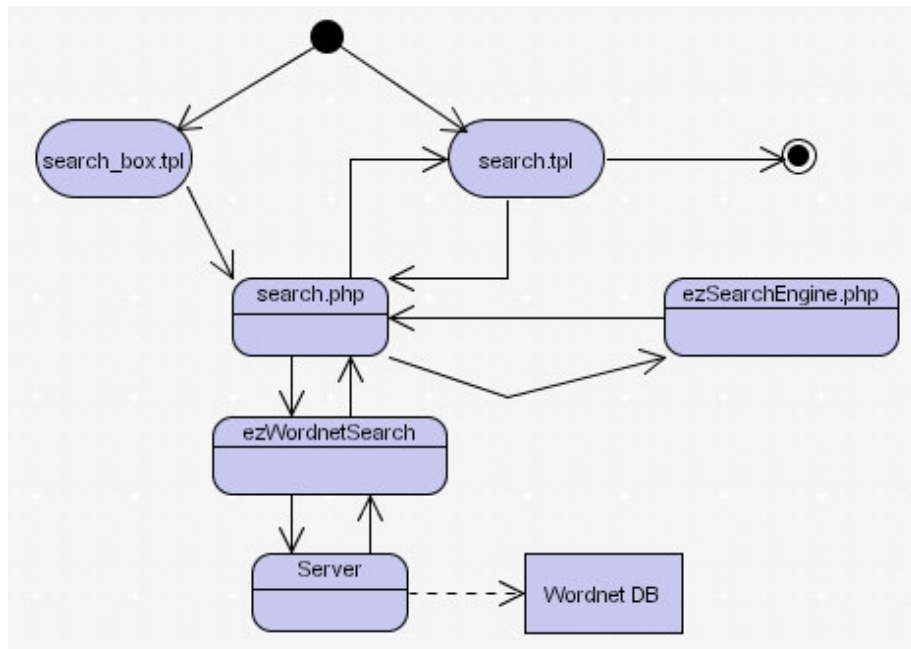 search_box.tpl
search.tpl
search.php
ezSearchEngine.php
ezWordnetSearch
Server
Wordnet DB